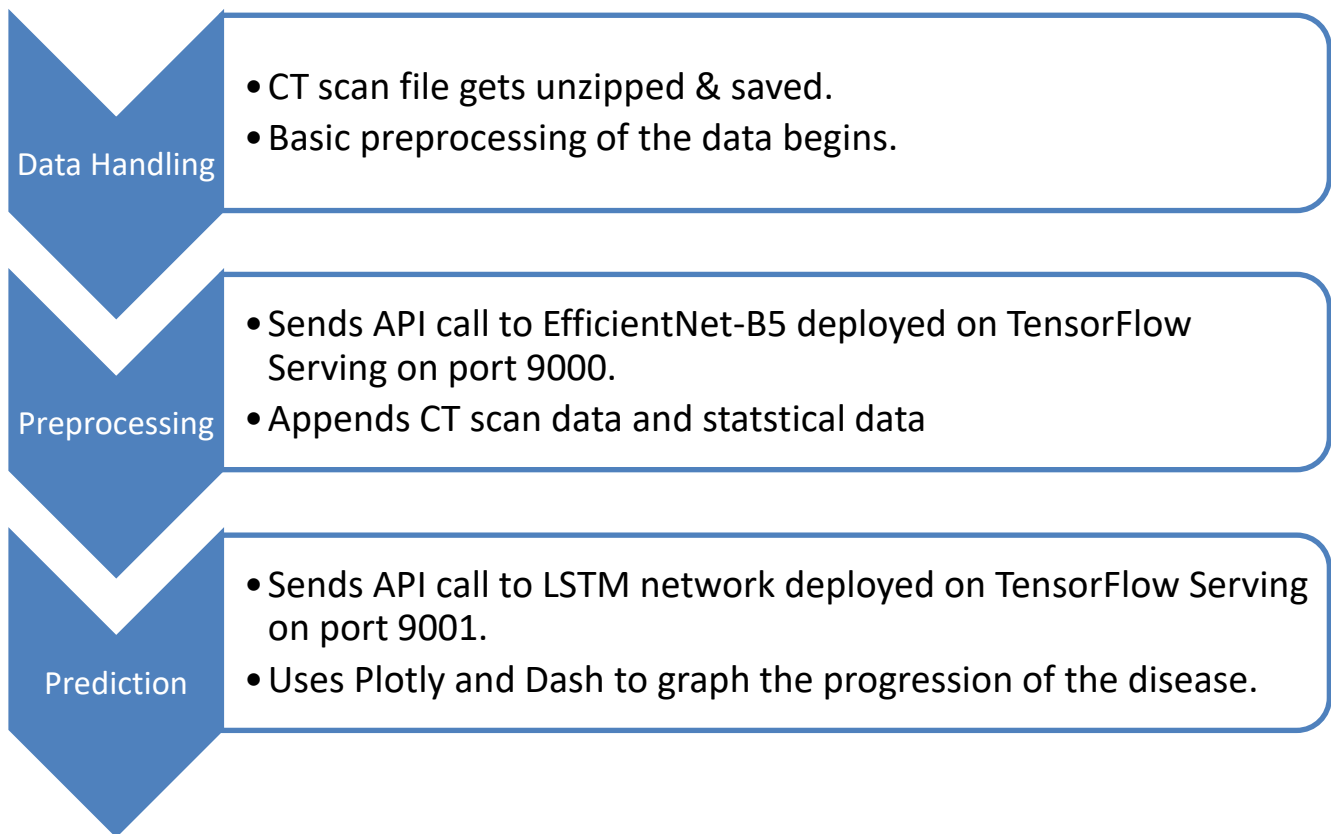 Data Handling
•CT scan file gets unzipped & saved.
•Basic preprocessing of the data begins.
Preprocessing
•Sends API call to EfficientNet-B5 deployed on TensorFlow
Serving on port 9000.
•Appends CT scan data and statstical data
Prediction
•Sends API call to LSTM network deployed on TensorFlow Serving
on port 9001.
•Uses Plotly and Dash to graph the progression of the disease.